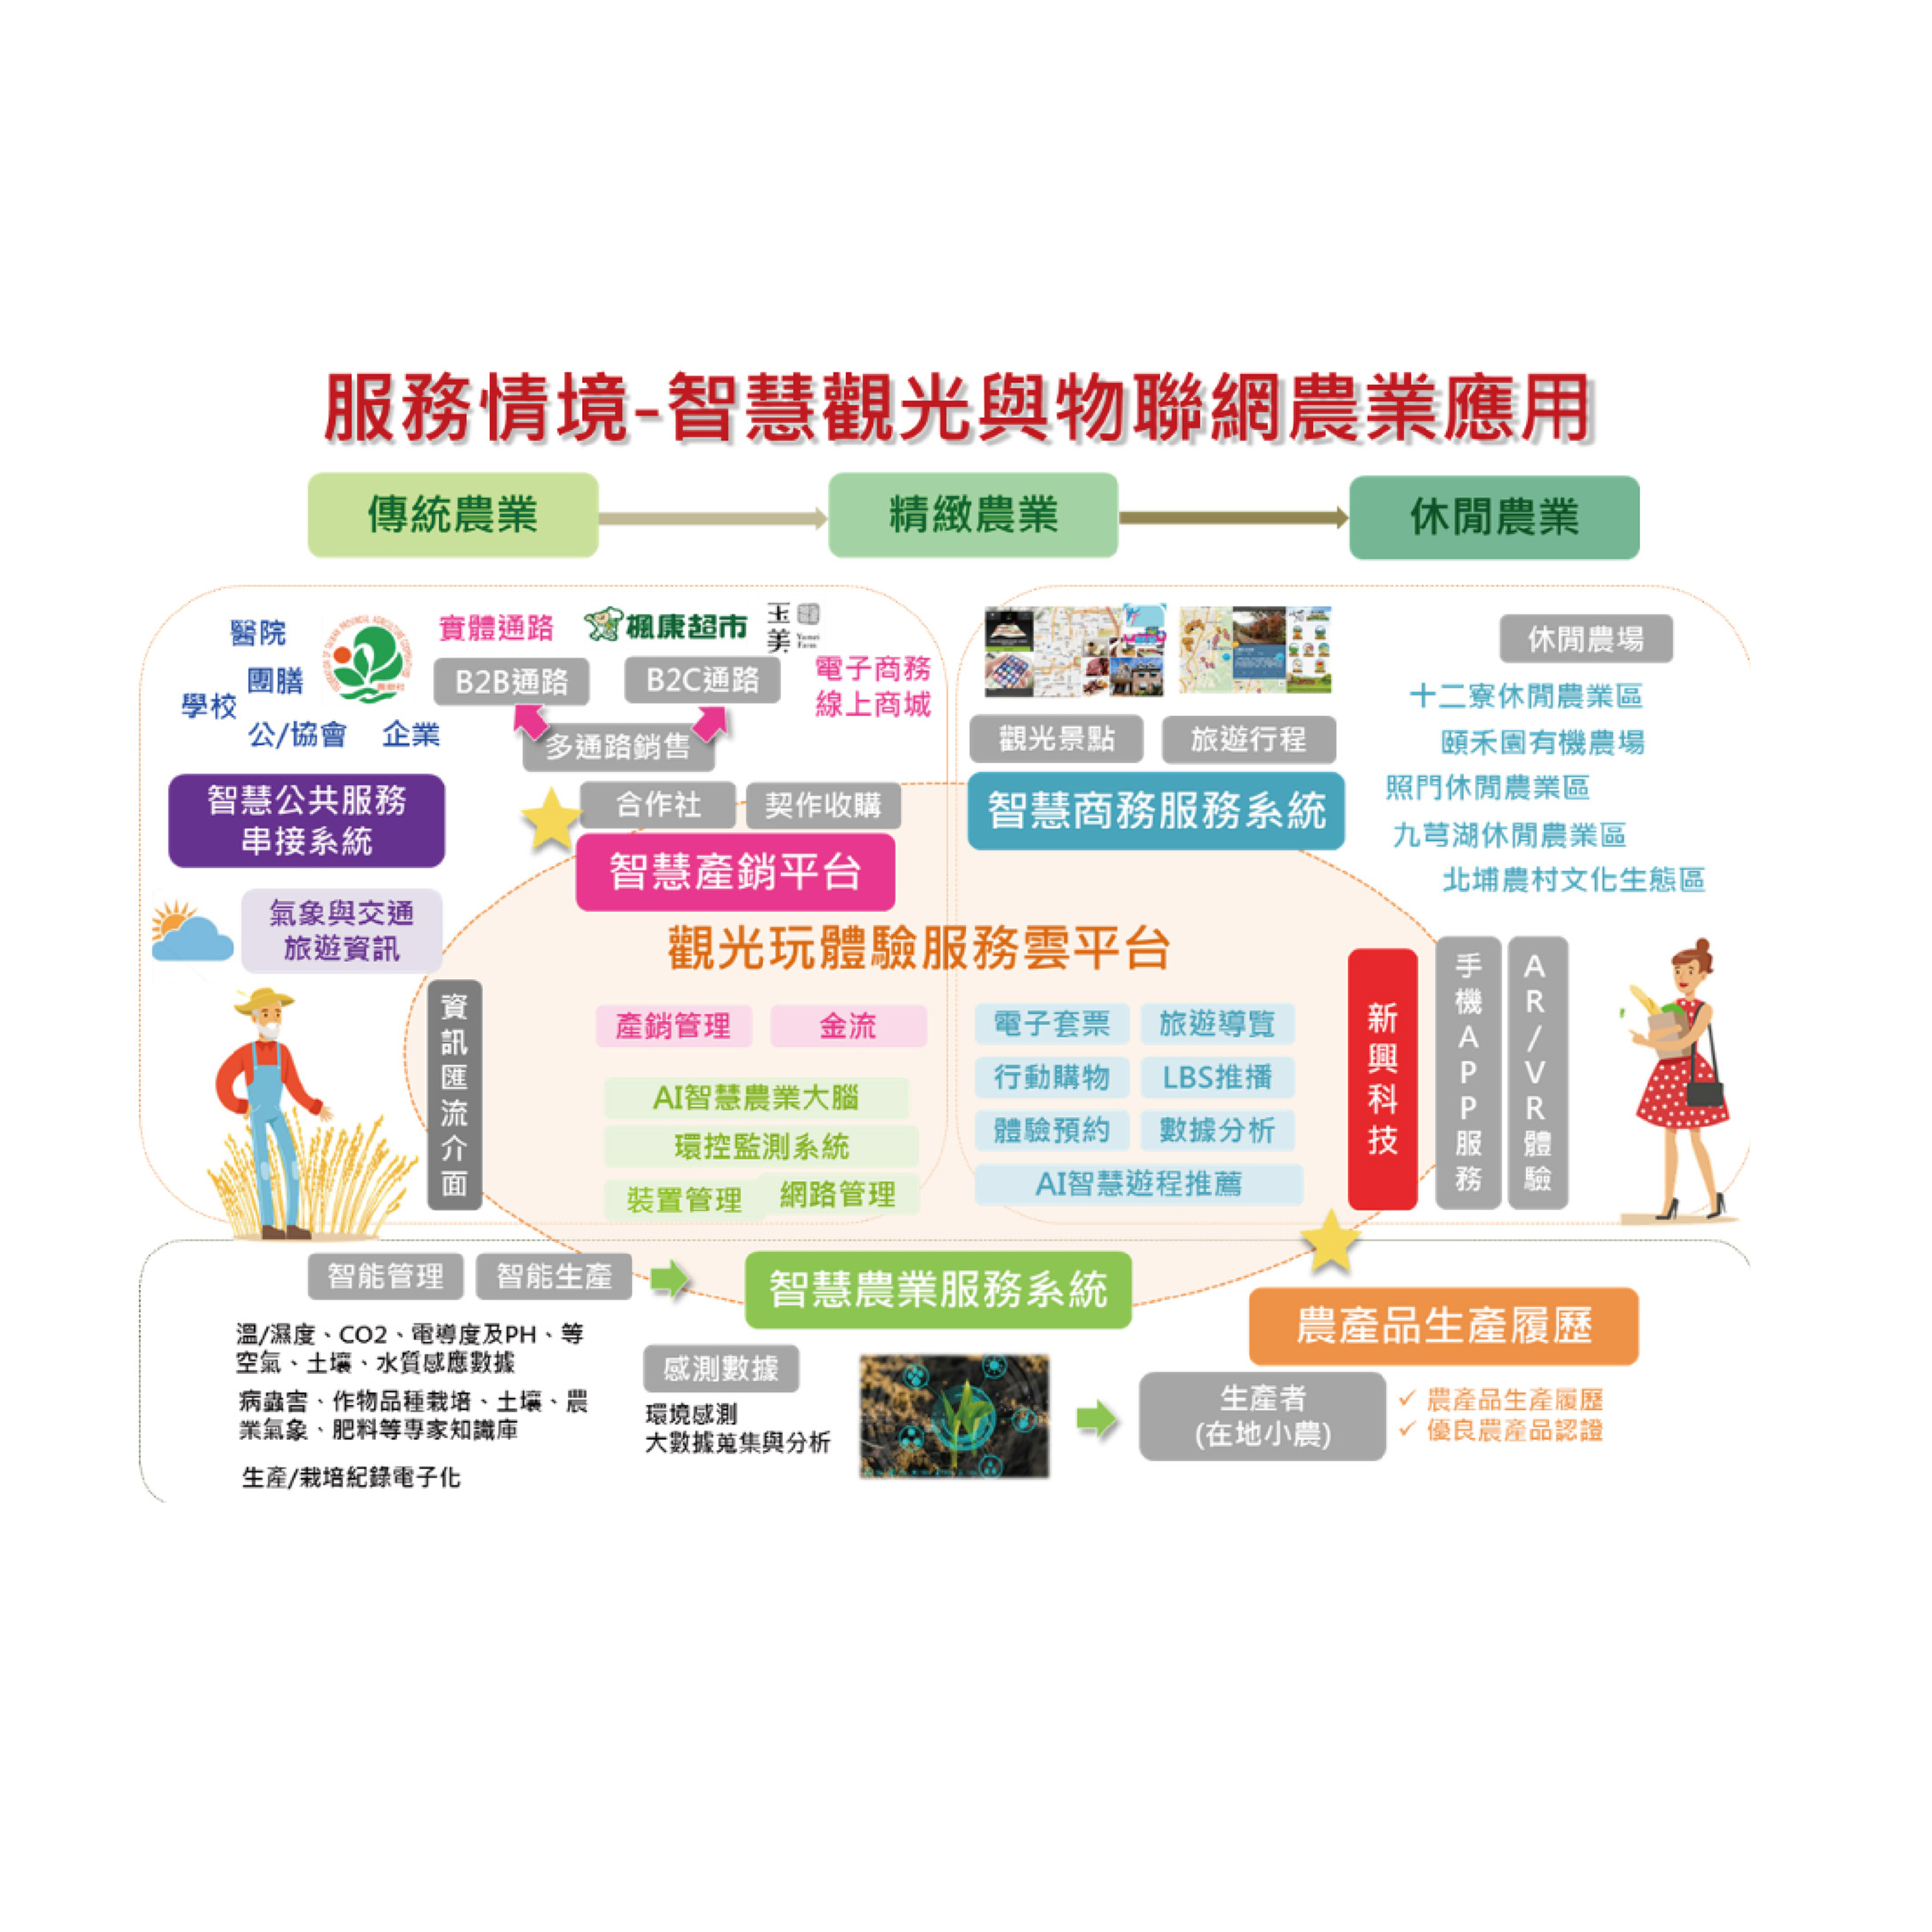 服務情境-智慧觀光與物聯網農業應用
傳統農業
精緻農業
休閒農業
醫院
團膳
學校
公/協會
企業
實體通路
楓康超市
玉美
Yumei
Farm
B2B通路
B2C通路
電子商務
線上商城
多通路銷售
合作社
契作收購
智慧公共服務
串接系統
智慧產銷平台
氣象與交通
旅遊資訊
觀光景點
旅遊行程
智慧商務服務系統
休閒農場
十二寮休閒農業區
頤禾園有機農場
照門休閒農業區
九芎湖休閒農業區
北埔農村文化生態區
觀光玩體驗服務雲平台
資訊匯流介面
產銷管理
金流
AI智慧農業大腦
環控監測系統
裝置管理
網路管理
電子套票
旅遊導覽
行動購物
LBS推播
體驗預約
數據分析
AI智慧遊程推薦
新興科技
手機APP服務
AR/VR體驗
智能管理
智能生產
智慧農業服務系統
溫/濕度、CO2、電導度及PH、等
空氣、土壤、水質感應數據
病蟲害、作物品種栽培、土壤、農
業氣象、肥料等專家知識庫
生產/栽培紀錄電子化
感測數據
環境感測
大數據蒐集與分析
農產品生產履歷
生產者
(在地小農)
✓ 農產品生產履歷
✓ 優良農產品認證